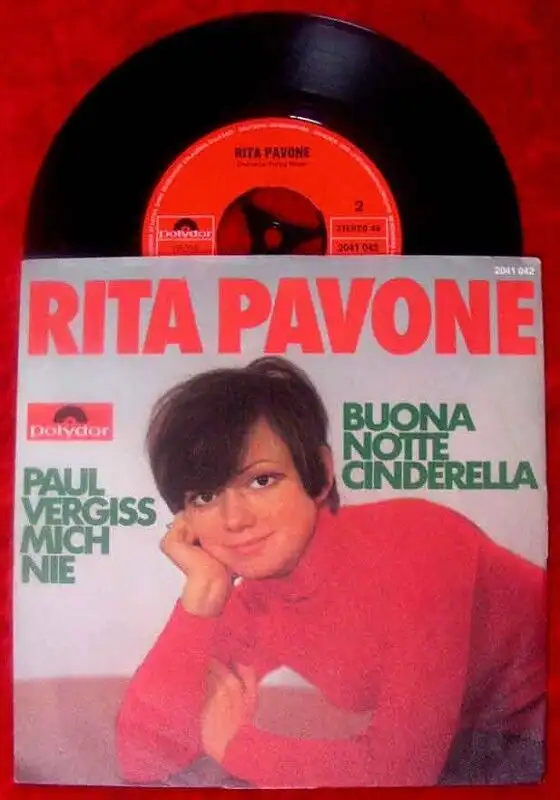 RITA PAVONE
2
Polydor
STEREO 45
2041 042
2041 042
RITA PAVONE
Polydor
BUONA
NOTTE
CINDERELLA
PAUL
VERGISS
MICH
NIE